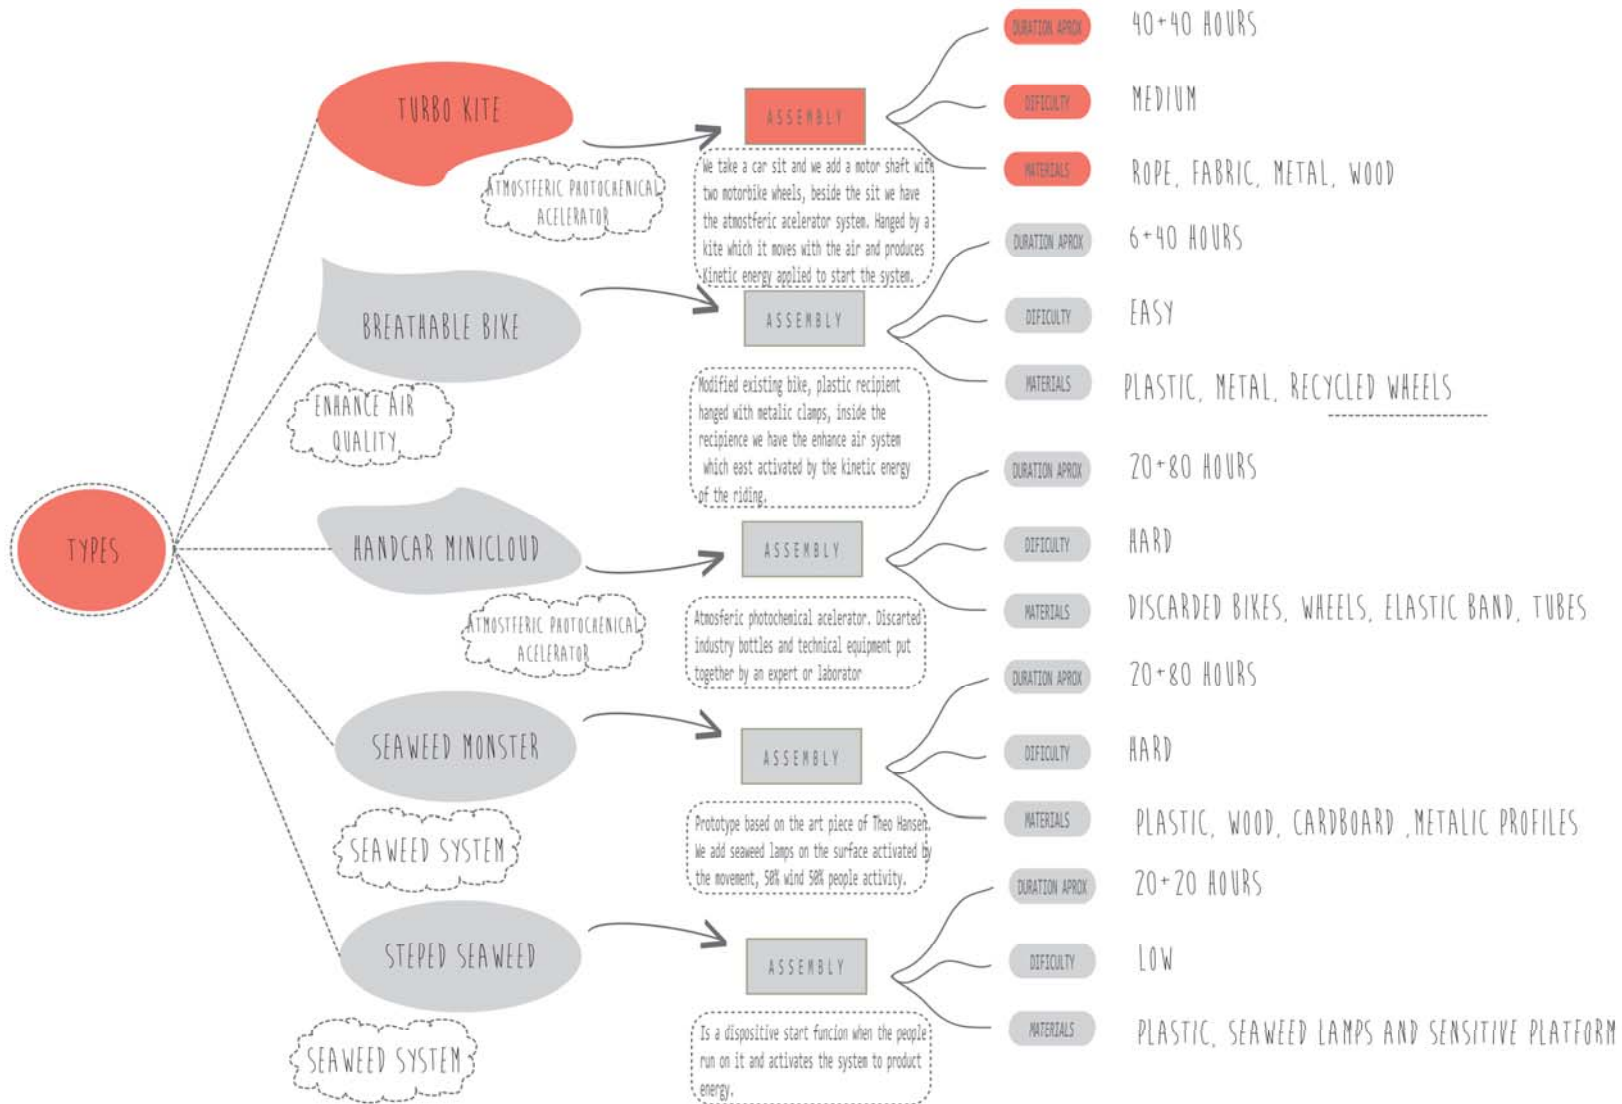 TYPES
TURBO KITE
ATMOSTFERIC PHOTOCHENICAL
ACELERATOR
ASSEMBLY
We take a car sit and we add a motor shaft with
two motorbike wheels, beside the sit we have
the atmostferic acelerator system. Hanged by a
kite which it moves with the air and produces
Kinetic energy applied to start the system.
DURATION APROX
40+40 HOURS
DIFICULTY
MEDIUM
MATERIALS
ROPE, FABRIC, METAL, WOOD
BREATHABLE BIKE
ENHANCE AIR
QUALITY
ASSEMBLY
Modified existing bike, plastic recipient
hanged with metalic clamps, inside the
recipience we have the enhance air system
which east activated by the kinetic energy
of the riding.
DURATION APROX
6+40 HOURS
DIFICULTY
EASY
MATERIALS
PLASTIC, METAL, RECYCLED WHEELS
HANDCAR MINICLOUD
ATMOSTFERIC PHOTOCHENICAL
ACELERATOR
ASSEMBLY
Atmosferic photochemical acelerator. Discarted
industry bottles and technical equipment put
together by an expert or laborator
DURATION APROX
20+80 HOURS
DIFICULTY
HARD
MATERIALS
DISCARDED BIKES, WHEELS, ELASTIC BAND, TUBES
SEAWEED MONSTER
SEAWEED SYSTEM
ASSEMBLY
Prototype based on the art piece of Theo Hansen.
We add seaweed lamps on the surface activated by
the movement, 50% wind 50% people activity.
DURATION APROX
20+80 HOURS
DIFICULTY
HARD
MATERIALS
PLASTIC, WOOD, CARDBOARD ,METALIC PROFILES
STEPED SEAWEED
SEAWEED SYSTEM
ASSEMBLY
Is a dispositive start funcion when the people
run on it and activates the system to product
energy.
DURATION APROX
20+20 HOURS
DIFICULTY
LOW
MATERIALS
PLASTIC, SEAWEED LAMPS AND SENSITIVE PLATFORM